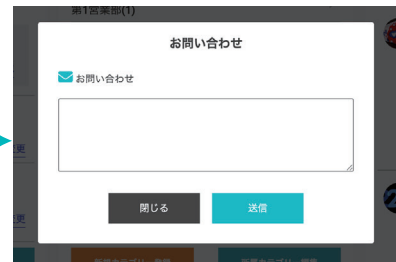 第1営業部(1)
お問い合わせ
お問い合わせ
更
閉じる
送信
更